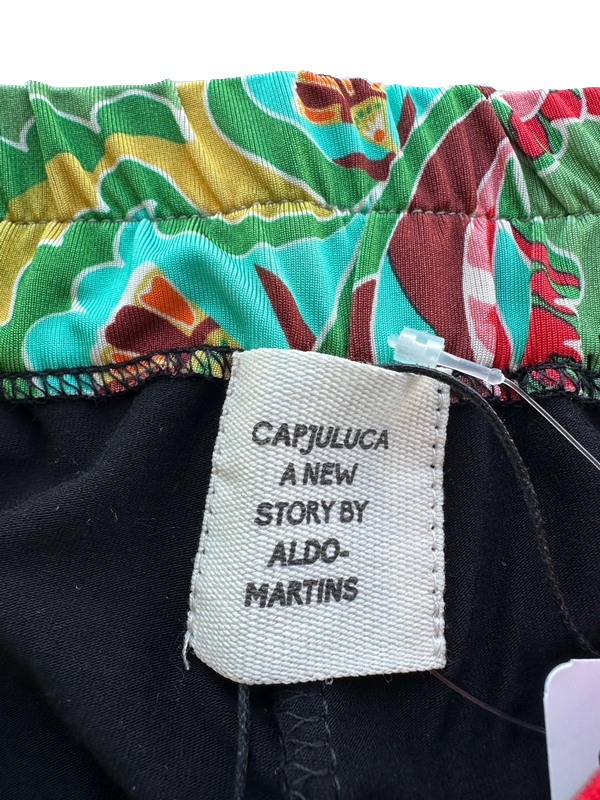 CAPJULUCA
A NEW
STORY BY
ALDO-
MARTINS